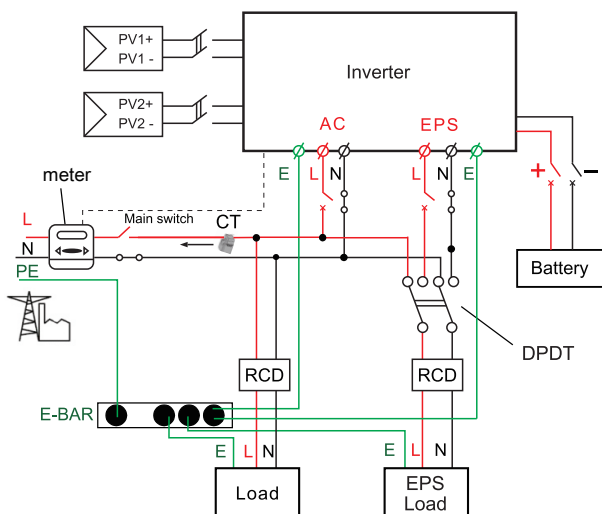 PV1+
PV1 -
PV2+
PV2 -
Inverter
AC
EPS
E
L
N
L
N
E
+
–
meter
L
Main switch
CT
N
PE
Battery
DPDT
RCD
RCD
E-BAR
E
L
N
E
L
N
Load
EPS
Load